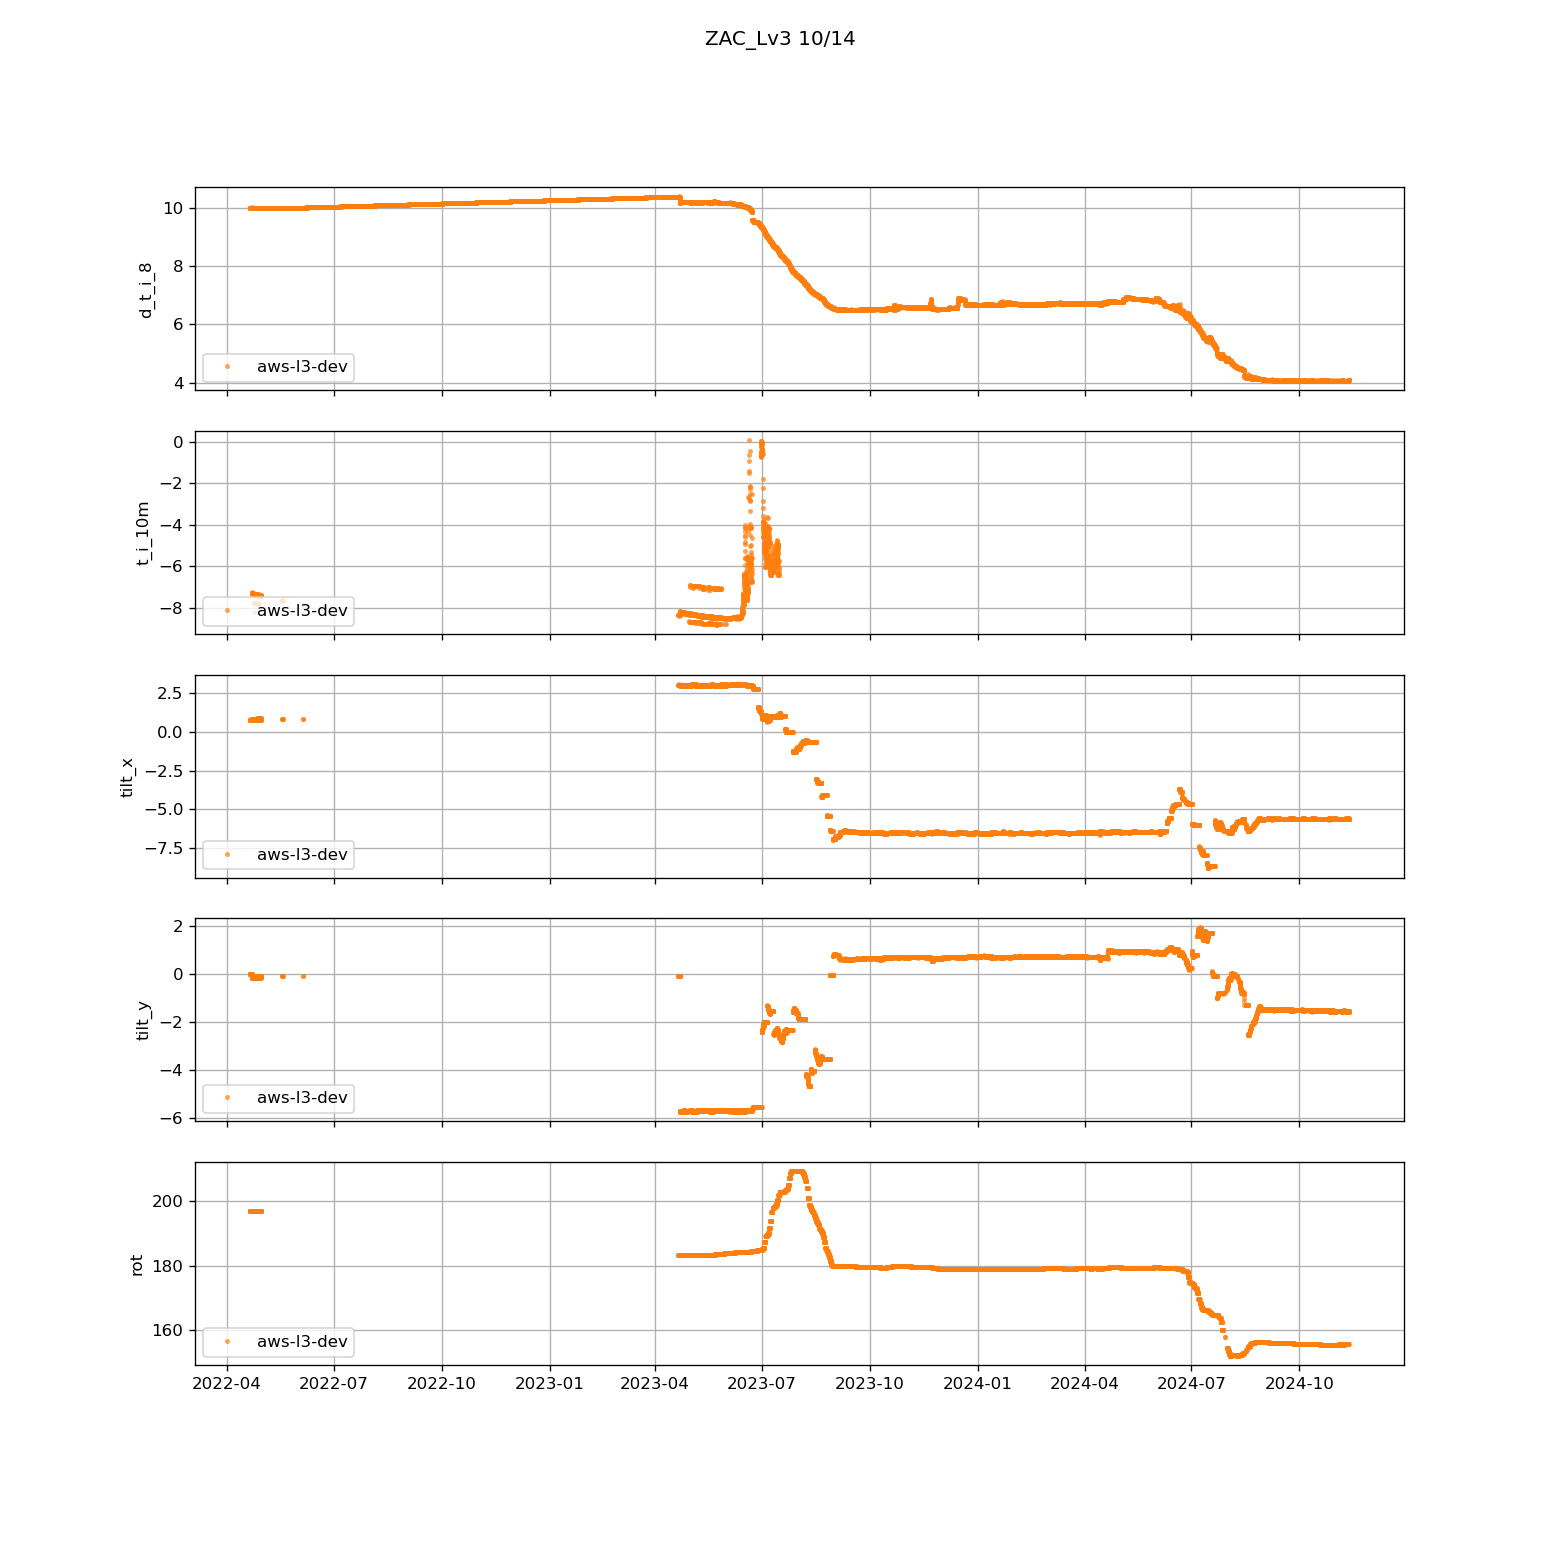 ZAC_Lv3 10/14
10
8
6
4
d_t_i_8
aws-l3-dev
0
−2
−4
−6
−8
t_i_10m
aws-l3-dev
2.5
0.0
−2.5
−5.0
−7.5
tilt_x
aws-l3-dev
2
0
−2
−4
−6
tilt_y
aws-l3-dev
200
180
160
rot
aws-l3-dev
2022-04 2022-07 2022-10 2023-01 2023-04 2023-07 2023-10 2024-01 2024-04 2024-07 2024-10